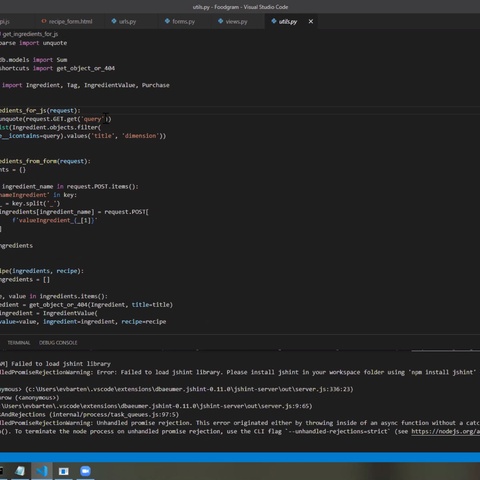 utils.py - Foodgram - Visual Studio Code
pi.js
recipe_form.html
urls.py
forms.py
views.py
utils.py
get_ingredients_for_js
parse import unquote
db.models import Sum
shortcuts import get_object_or_404
import Ingredient, Tag, IngredientValue, Purchase
edients_for_js(request):
unquote(request.GET.get('query'))
ist(Ingredient.objects.filter(
e__icontains=query).values('title', 'dimension'))
edients_from_form(request):
nts = {}
ingredient_name in request.POST.items():
nameIngredient' in key:
_ = key.split('_')
ingredients[ingredient_name] = request.POST[
f'valueIngredient_{_[1]}'
]
ngredients
ipe(ingredients, recipe):
ngredients = []
e, value in ingredients.items():
edient = get_object_or_404(Ingredient, title=title)
= IngredientValue(
value=value, ingredient=ingredient, recipe=recipe
TERMINAL
DEBUG CONSOLE
AM] Failed to load jshint library
dledPromiseRejectionWarning: Error: Failed to load jshint library. Please install jshint in your workspace folder using 'npm install jshint'
onymous> (c:\Users\evbarten\.vscode\extensions\dbaeumer.jshint-0.11.0\jshint-server\out\server.js:336:23)
hrow (<anonymous>)
\Users\evbarten\.vscode\extensions\dbaeumer.jshint-0.11.0\jshint-server\out\server.js:9:65)
sAndRejections (internal/process/task_queues.js:97:5)
dledPromiseRejectionWarning: Unhandled promise rejection. This error originated either by throwing inside of an async function without a catc
h(). To terminate the node process on unhandled promise rejection, use the CLI flag `--unhandled-rejections=strict` (see https://nodejs.org/a